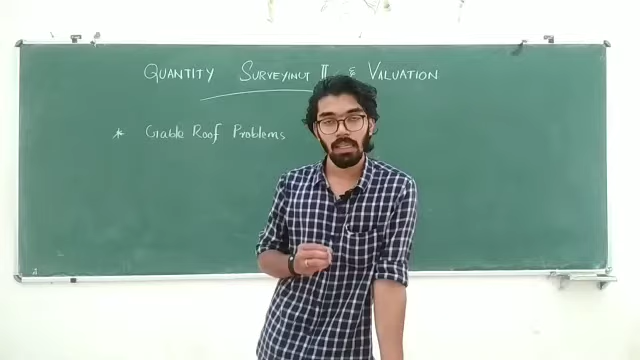 QUANTITY SURVEYING II & VALUATION
* Gable Roof Problems